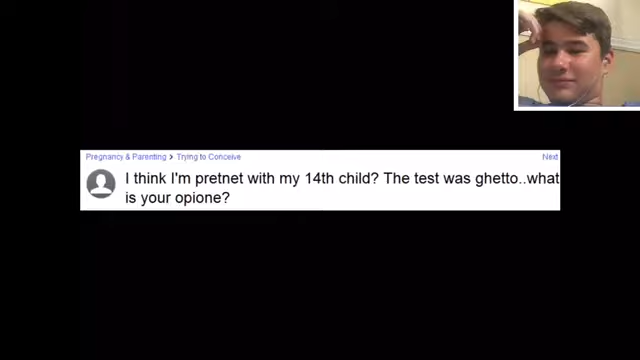 Pregnancy & Parenting > Trying to Conceive Next
I think I'm pretnet with my 14th child? The test was ghetto..what
is your opione?